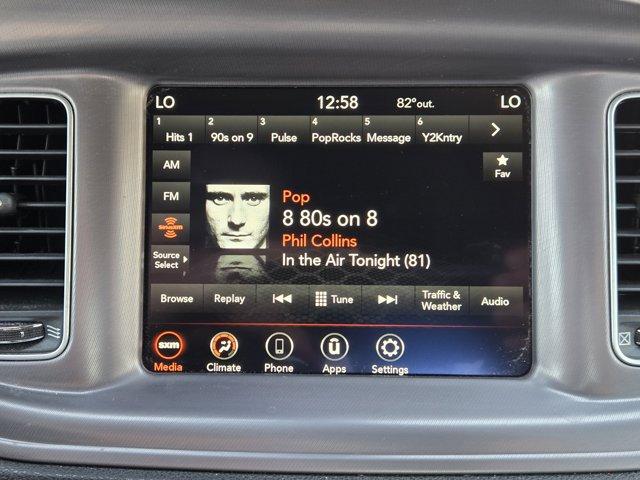 LO 12:58 82°out. LO
1 Hits 1 2 90s on 9 3 Pulse 4 PopRocks 5 Message 6 Y2Kntry
AM
Fav
FM
Pop
8 80s on 8
SiriusXM
Phil Collins
Source
Select
In the Air Tonight (81)
Browse Replay Tune Traffic &
Weather Audio
sxm
Media Climate Phone Apps Settings